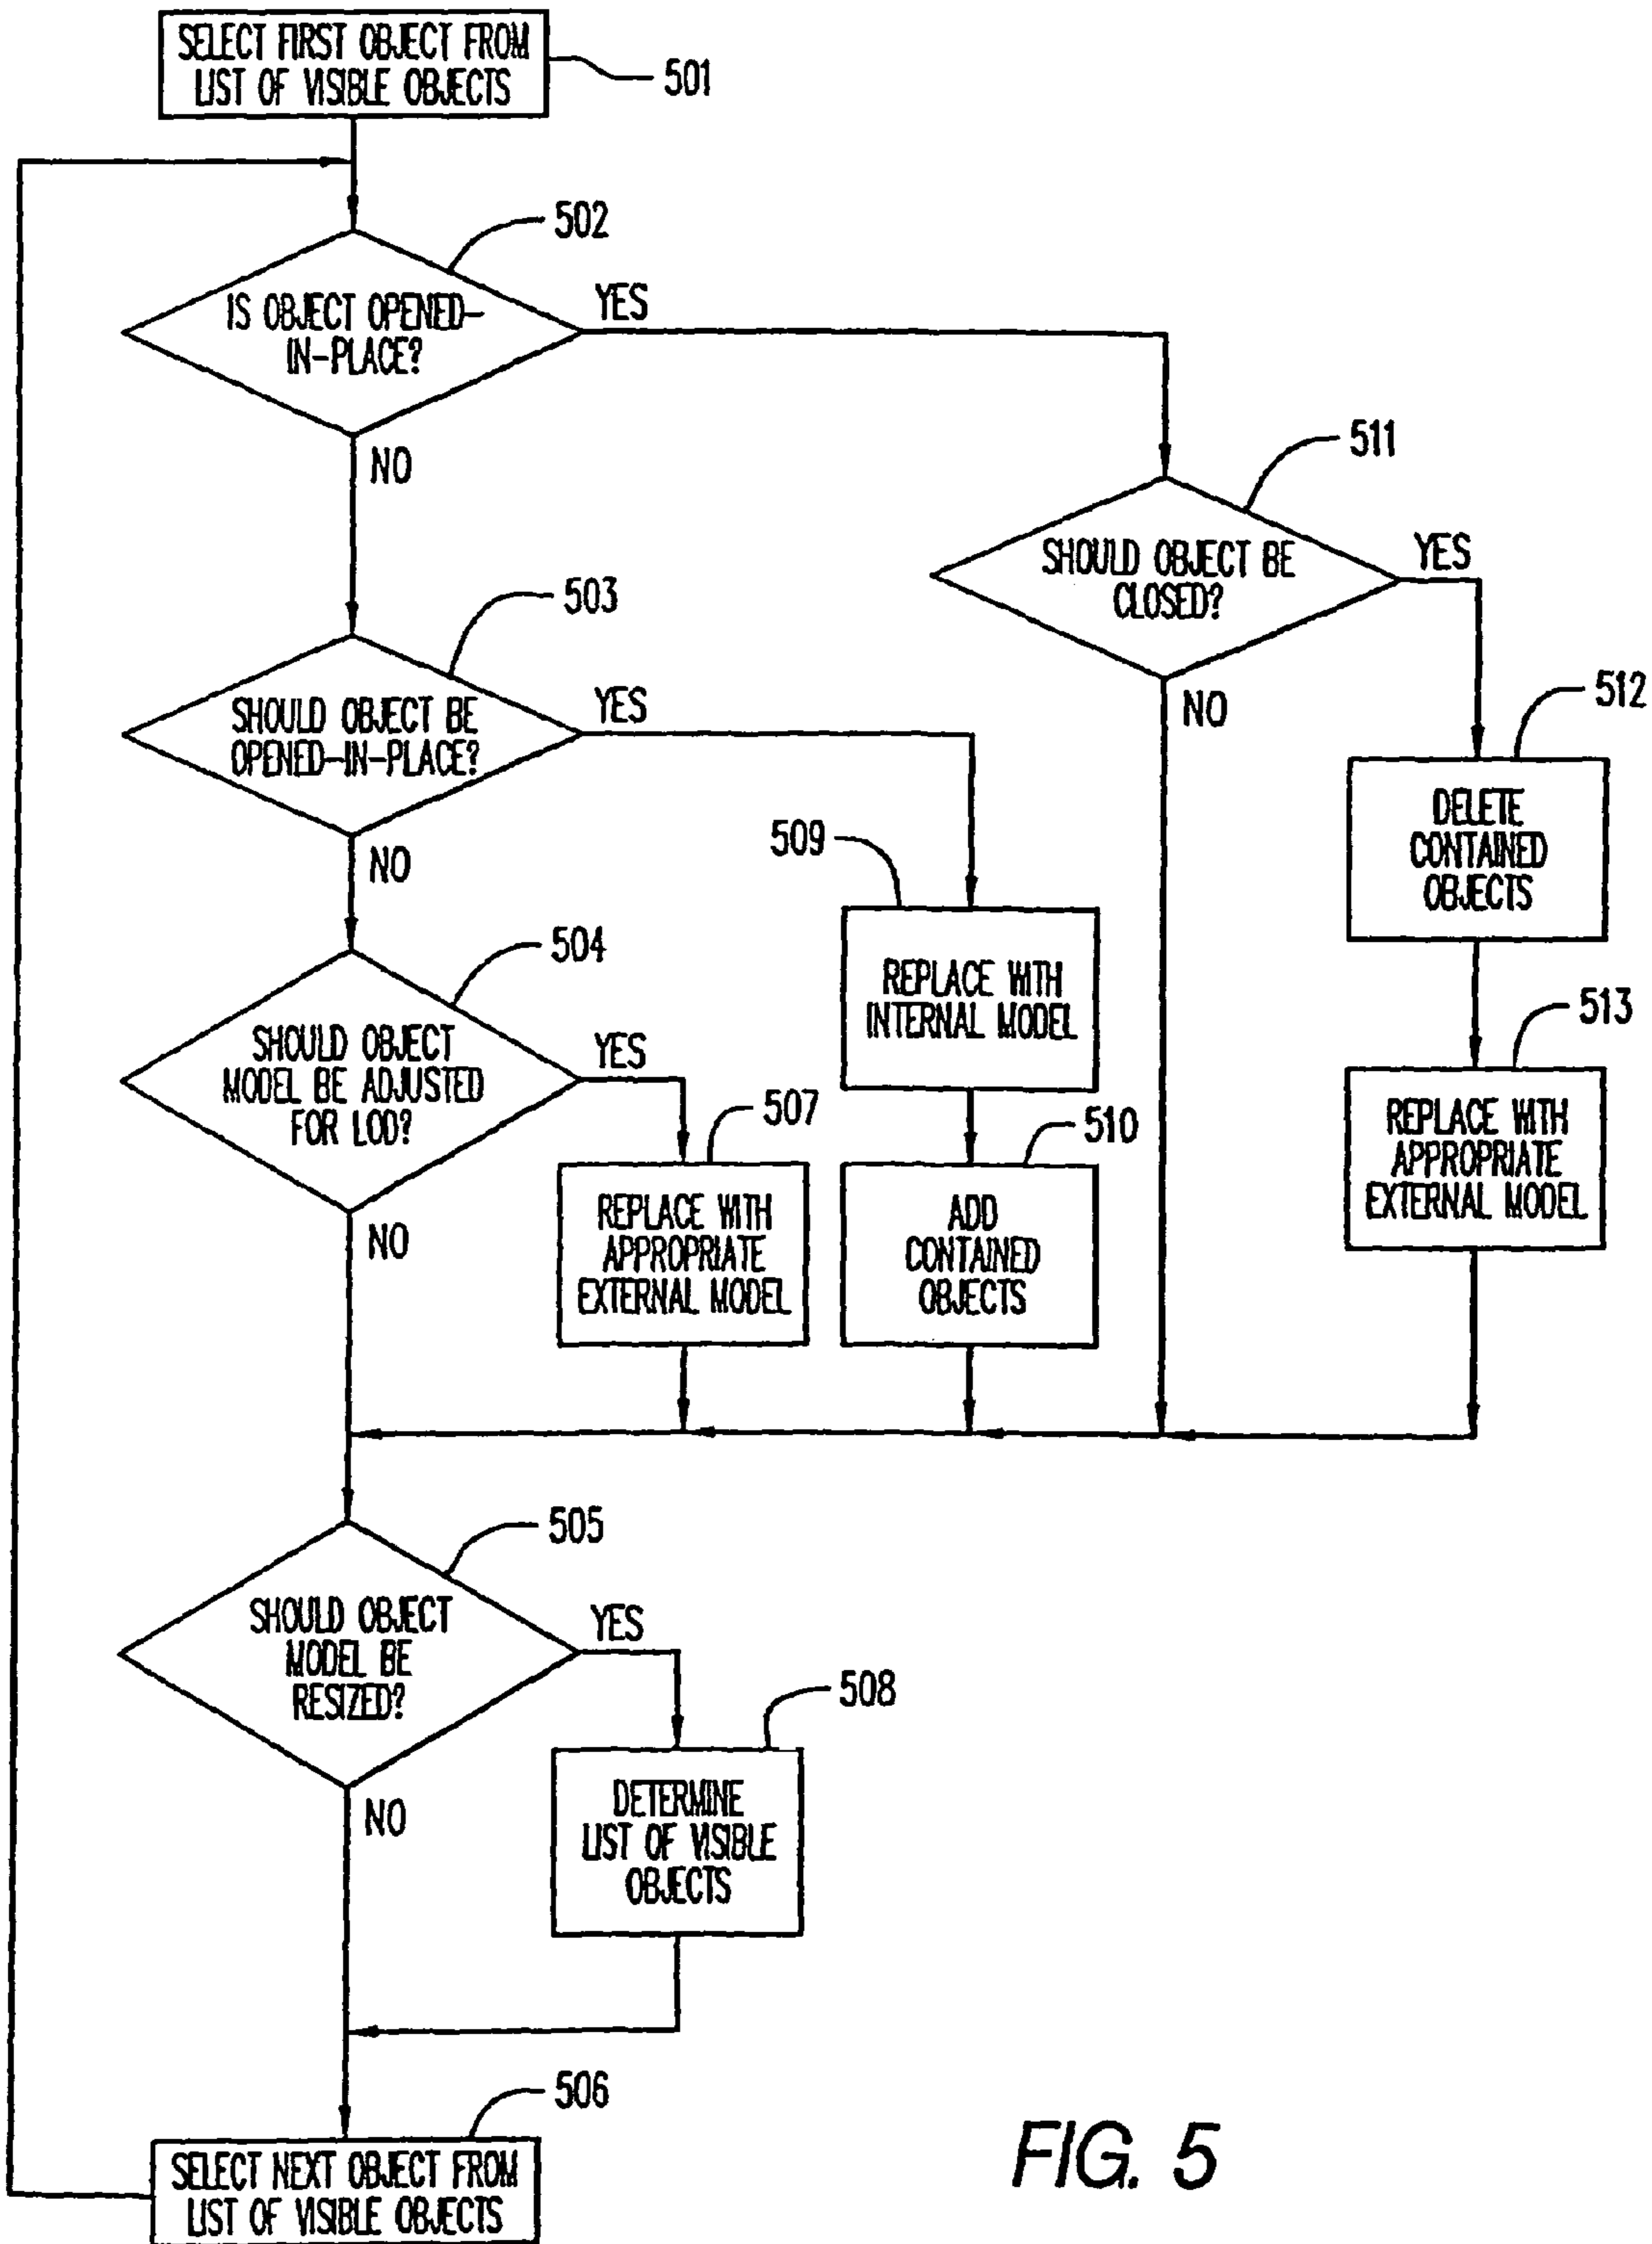 SELECT FIRST OBJECT FROM
LIST OF VISIBLE OBJECTS
501
502
IS OBJECT OPENED-
IN-PLACE?
YES
NO
511
SHOULD OBJECT BE
CLOSED?
YES
NO
503
SHOULD OBJECT BE
OPENED-IN-PLACE?
YES
NO
512
DELETE
CONTAINED
OBJECTS
509
REPLACE WITH
INTERNAL MODEL
504
SHOULD OBJECT
MODEL BE ADJUSTED
FOR LOD?
YES
NO
513
REPLACE WITH
APPROPRIATE
EXTERNAL MODEL
507
REPLACE WITH
APPROPRIATE
EXTERNAL MODEL
510
ADD
CONTAINED
OBJECTS
505
SHOULD OBJECT
MODEL BE
RESIZED?
YES
NO
508
DETERMINE
LIST OF VISIBLE
OBJECTS
506
SELECT NEXT OBJECT FROM
LIST OF VISIBLE OBJECTS
FIG. 5